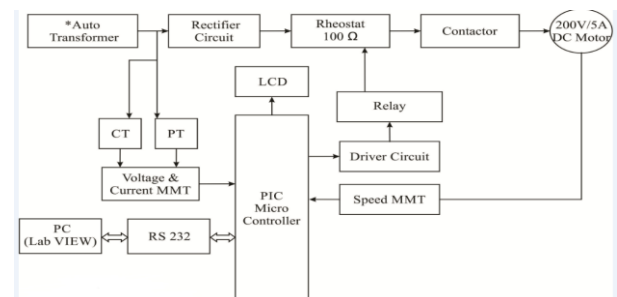 *Auto
Transformer
Rectifier
Circuit
Rheostat
100 Ω
Contactor
200V/5A
DC Motor
LCD
Relay
CT
PT
Driver Circuit
Voltage &
Current MMT
PIC
Micro
Controller
Speed MMT
PC
(Lab VIEW)
RS 232